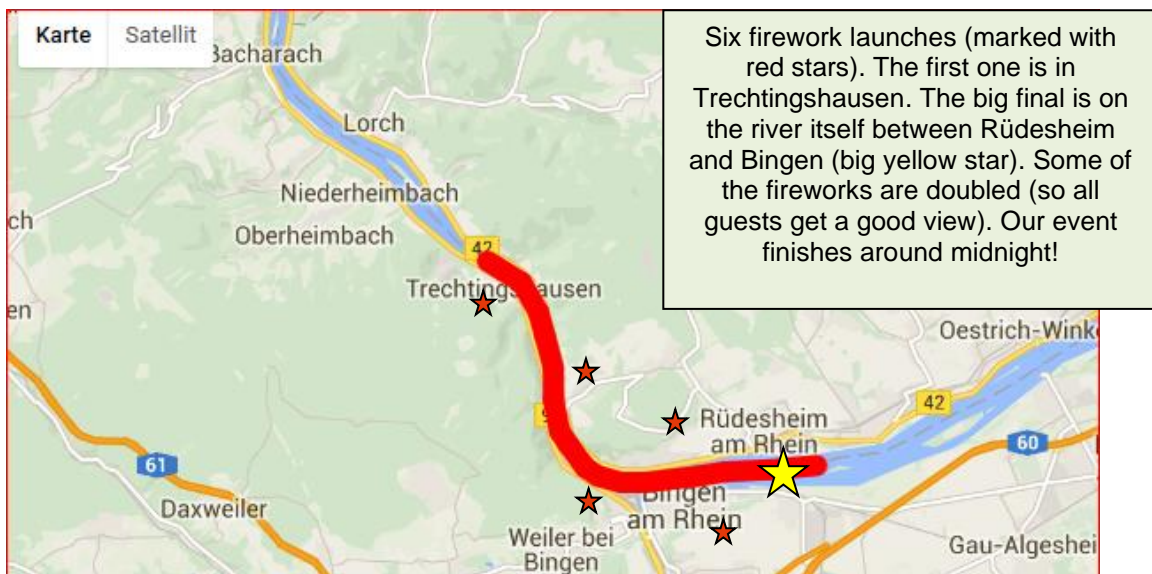 Karte Satellit
Six firework launches (marked with
red stars). The first one is in
Trechtingshausen. The big final is on
the river itself between Rüdesheim
and Bingen (big yellow star). Some of
the fireworks are doubled (so all
guests get a good view). Our event
finishes around midnight!
Bacharach
Lorch
Niederheimbach
ch
Oberheimbach
42
Trechtingshausen
en
Oestrich-Winke
42
Rüdesheim
am Rhein
9
60
61
Daxweiler
Bingen
am Rhein
Weiler bei
Bingen
Gau-Algeshei